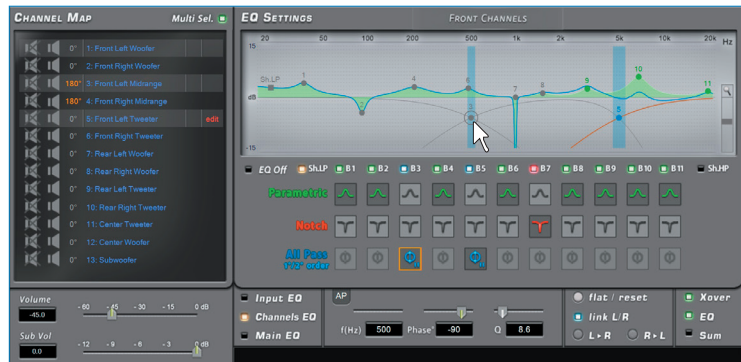 CHANNEL MAP
Multi Sel.
0° 1: Front Left Woofer
0° 2: Front Right Woofer
180° 3: Front Left Midrange
180° 4: Front Right Midrange
0° 5: Front Left Tweeter edit
0° 6: Front Right Tweeter
0° 7: Rear Left Woofer
0° 8: Rear Right Woofer
0° 9: Rear Left Tweeter
0° 10: Rear Right Tweeter
0° 11: Center Tweeter
0° 12: Center Woofer
0° 13: Subwoofer
Volume
-45.0
-60 -45 -30 -15 0 dB
Sub Vol
0.0
-12 -9 -6 -3 0 dB
EQ SETTINGS
FRONT CHANNELS
20 50 100 200 500 1k 2k 5k 10k 20k Hz
15
dB
-15
Sh.LP 1 2 3 4 5 6 7 8 9 10 11
EQ Off Sh.LP B1 B2 B3 B4 B5 B6 B7 B8 B9 B10 B11 Sh.HP
Parametric
Notch
All Pass
1°/2° order
Input EQ
Channels EQ
Main EQ
AP
f(Hz) 500 Phase° -90 Q 8.6
flat / reset
link L/R
L▸R R▸L
Xover
EQ
Sum